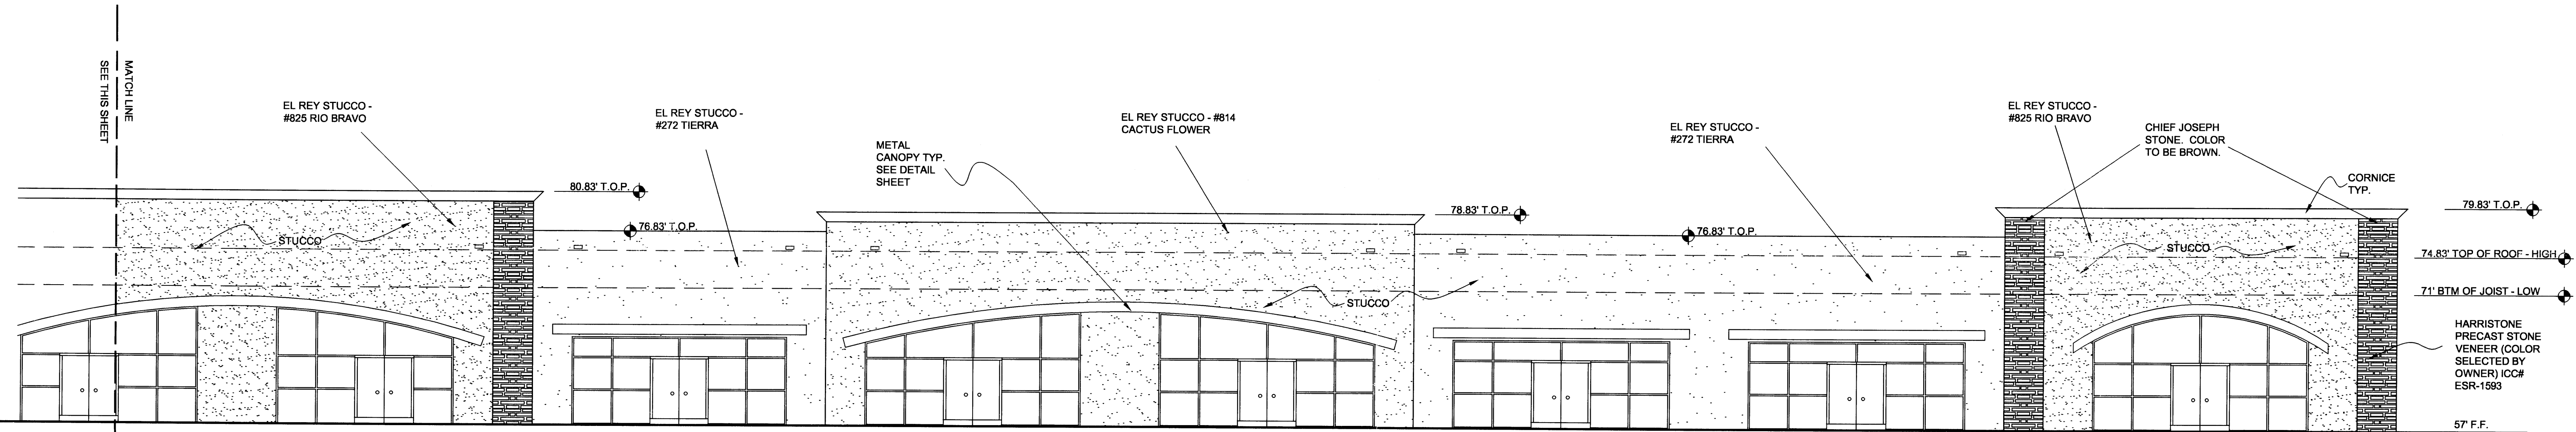 MATCH LINE
SEE THIS SHEET
EL REY STUCCO -
#825 RIO BRAVO
EL REY STUCCO -
#272 TIERRA
METAL
CANOPY TYP.
SEE DETAIL
SHEET
EL REY STUCCO - #814
CACTUS FLOWER
EL REY STUCCO -
#272 TIERRA
EL REY STUCCO -
#825 RIO BRAVO
CHIEF JOSEPH
STONE. COLOR
TO BE BROWN.
CORNICE
TYP.
80.83' T.O.P.
76.83' T.O.P.
78.83' T.O.P.
76.83' T.O.P.
79.83' T.O.P.
STUCCO
STUCCO
STUCCO
74.83' TOP OF ROOF - HIGH
71' BTM OF JOIST - LOW
HARRISTONE
PRECAST STONE
VENEER (COLOR
SELECTED BY
OWNER) ICC#
ESR-1593
57' F.F.